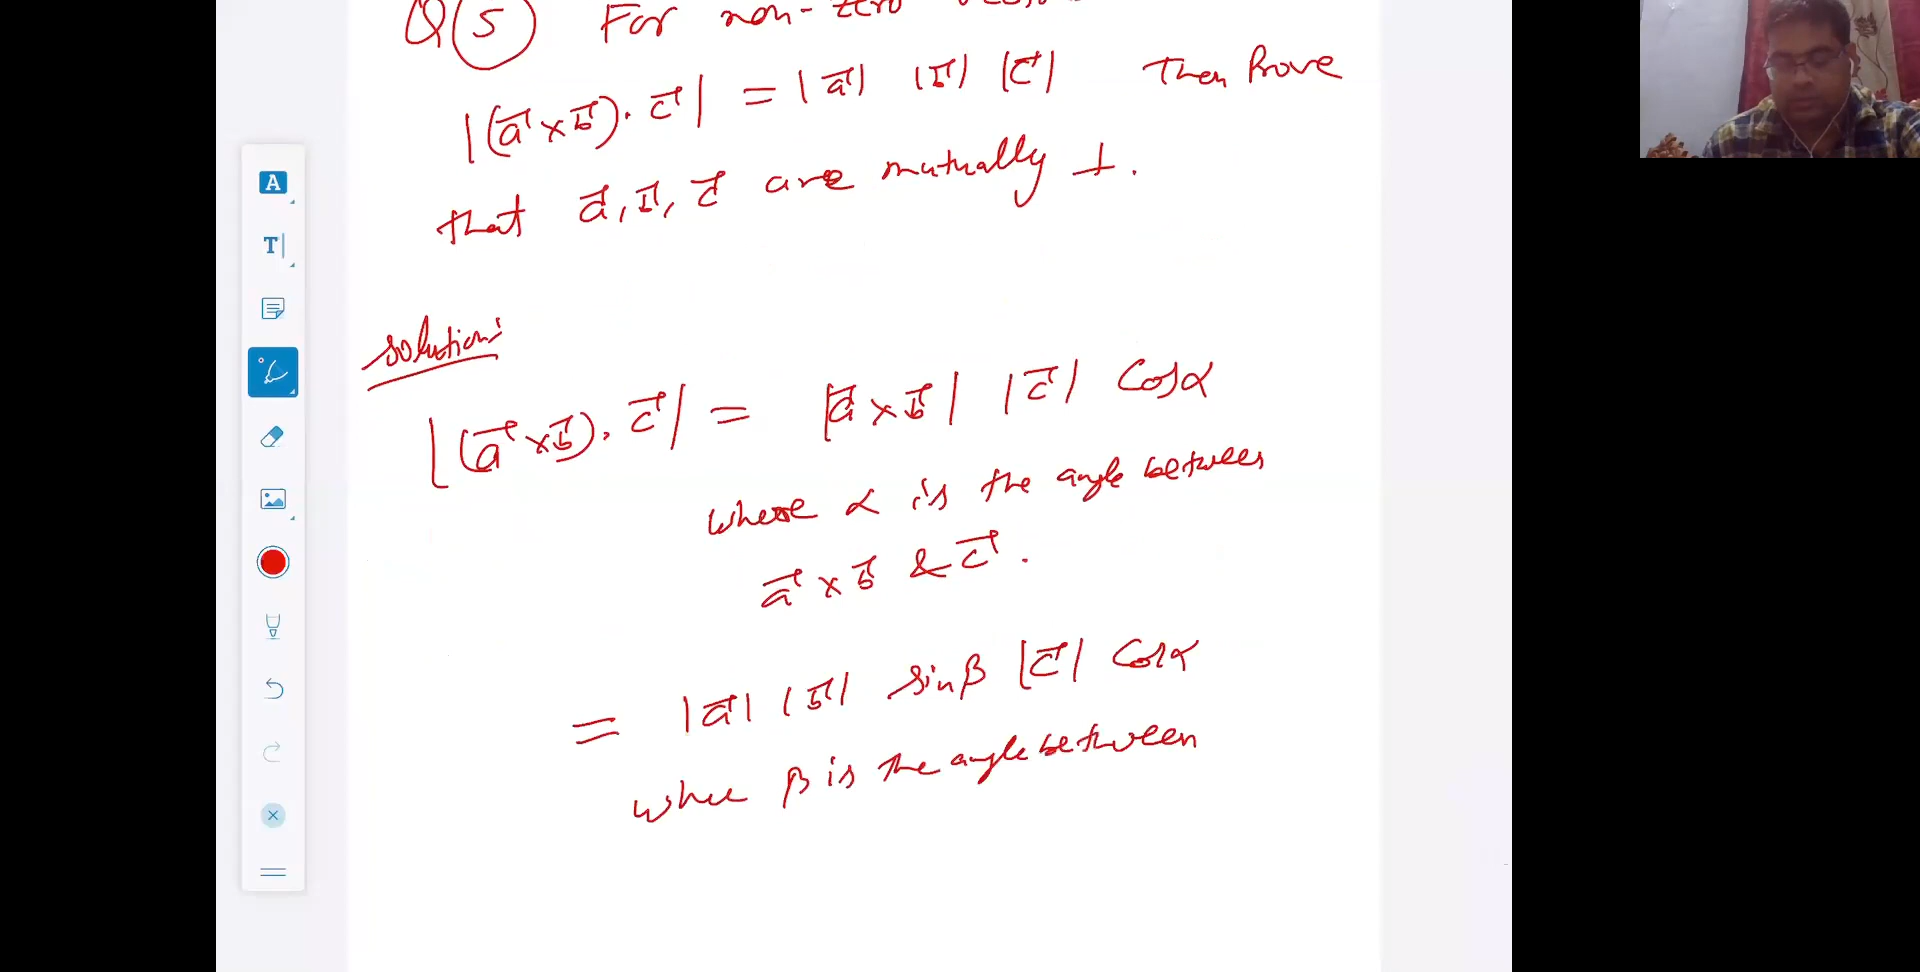 Q(5) For non-zero
|(a⃗ × b⃗). c⃗| = |a⃗| |b⃗| |c⃗| Then Prove
that a⃗, b⃗, c⃗ are mutually ⊥.
solution:
|(a⃗ × b⃗). c⃗| = |a⃗ × b⃗| |c⃗| Cosα
where α is the angle between
a⃗ × b⃗ & c⃗.
= |a⃗| |b⃗| sinβ |c⃗| Cosα
whee β is the angle between
A
T